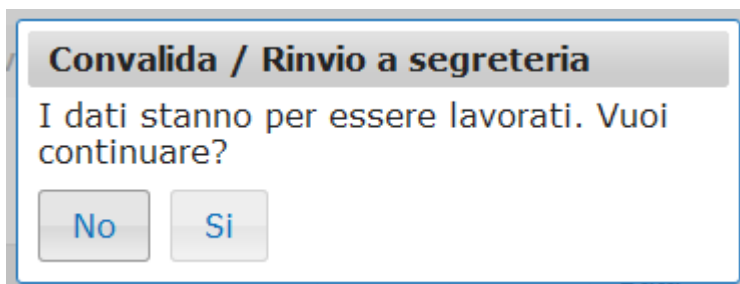 Convalida / Rinvio a segreteria
I dati stanno per essere lavorati. Vuoi
continuare?
No Si